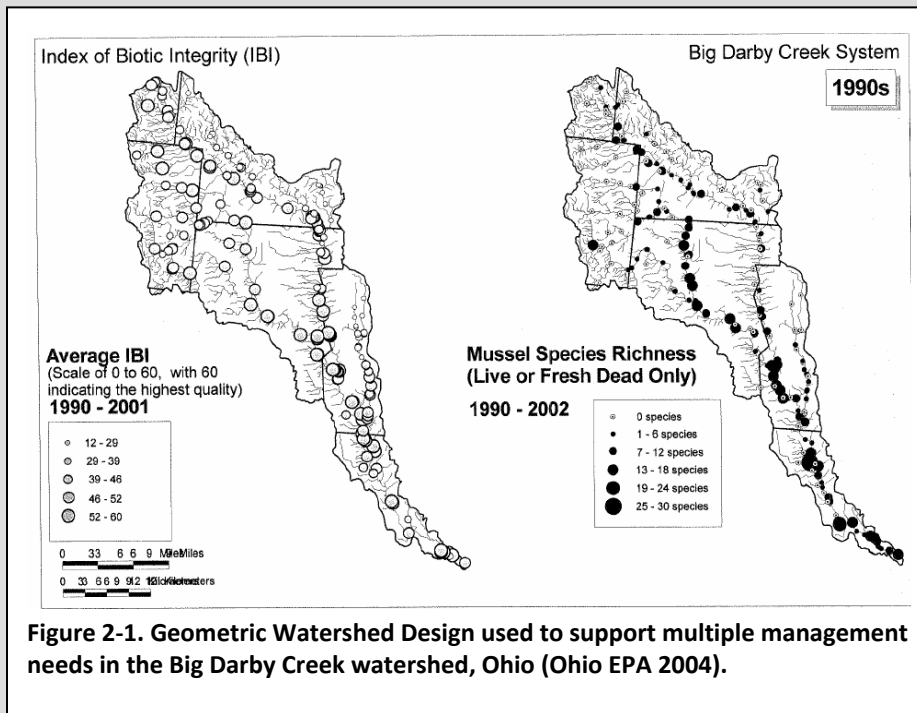 Index of Biotic Integrity (IBI)
Big Darby Creek System
1990s
Average IBI
(Scale of 0 to 60, with 60
indicating the highest quality)
1990 - 2001
12 - 29
29 - 39
39 - 46
46 - 52
52 - 60
Mussel Species Richness
(Live or Fresh Dead Only)
1990 - 2002
0 species
1 - 6 species
7 - 12 species
13 - 18 species
19 - 24 species
25 - 30 species
Figure 2-1. Geometric Watershed Design used to support multiple management
needs in the Big Darby Creek watershed, Ohio (Ohio EPA 2004).